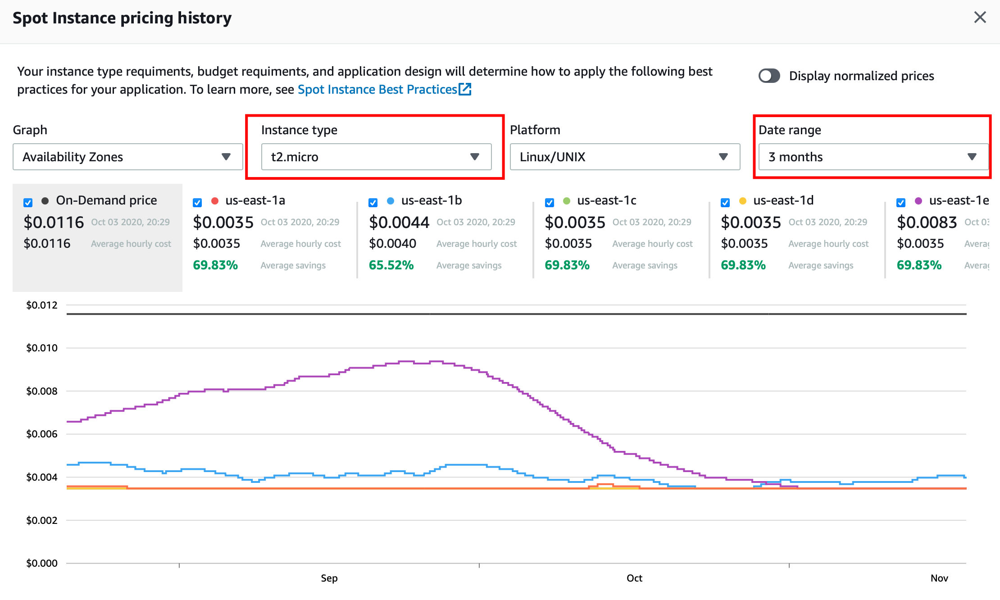 Spot Instance pricing history
Your instance type requiments, budget requiments, and application design will determine how to apply the following best
practices for your application. To learn more, see Spot Instance Best Practices
Display normalized prices
Graph
Availability Zones
Instance type
t2.micro
Platform
Linux/UNIX
Date range
3 months
On-Demand price
$0.0116 Oct 03 2020, 20:29
$0.0116 Average hourly cost
us-east-1a
$0.0035 Oct 03 2020, 20:29
$0.0035 Average hourly cost
69.83% Average savings
us-east-1b
$0.0044 Oct 03 2020, 20:29
$0.0040 Average hourly cost
65.52% Average savings
us-east-1c
$0.0035 Oct 03 2020, 20:29
$0.0035 Average hourly cost
69.83% Average savings
us-east-1d
$0.0035 Oct 03 2020, 20:29
$0.0035 Average hourly cost
69.83% Average savings
us-east-1e
$0.0083 Oct 03
$0.0035
69.83%
$0.012
$0.010
$0.008
$0.006
$0.004
$0.002
$0.000
Sep
Oct
Nov